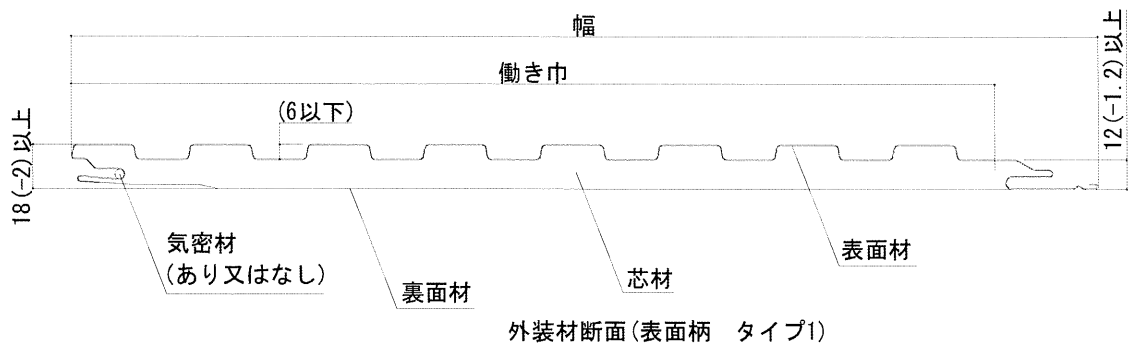 幅
働き巾
(6以下)
18(-2)以上
12(-1.2)以上
気密材
(あり又はなし)
裏面材
芯材
表面材
外装材断面(表面柄　タイプ1)